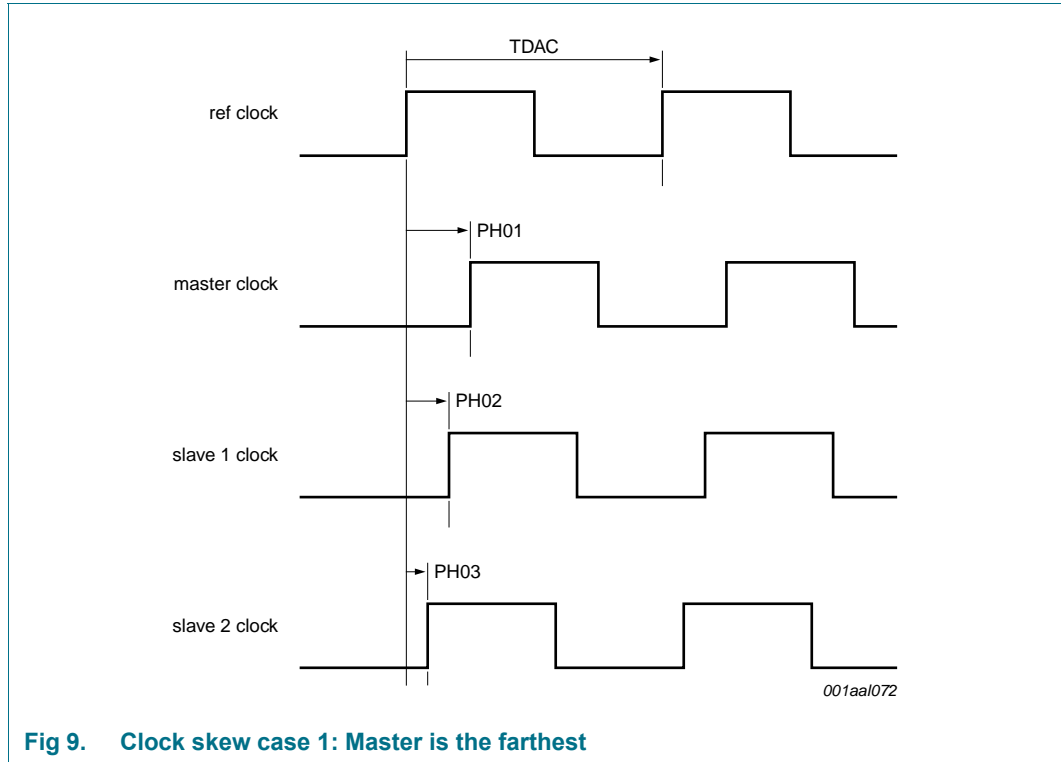 TDAC
ref clock
PH01
master clock
PH02
slave 1 clock
PH03
slave 2 clock
001aal072
Fig 9. Clock skew case 1: Master is the farthest